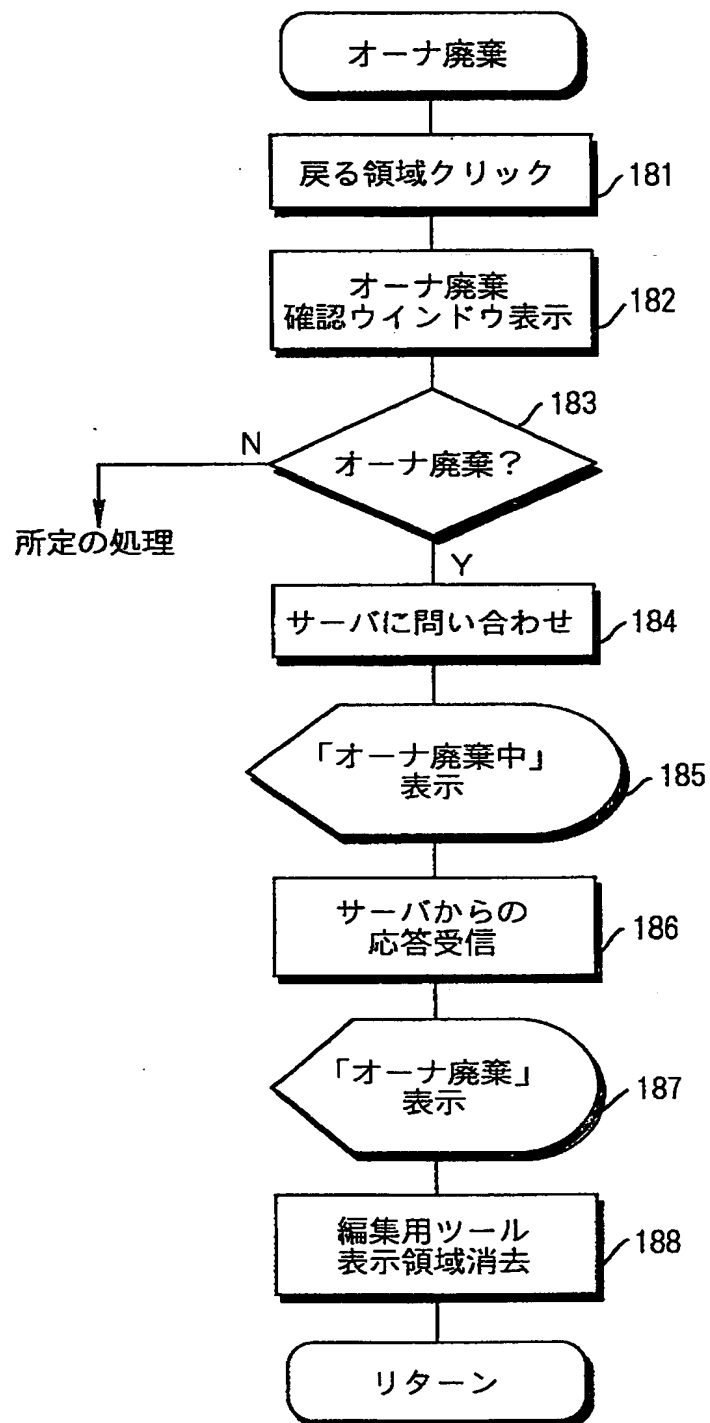 オーナ廃棄
戻る領域クリック
181
オーナ廃棄
確認ウインドウ表示
182
183
N
オーナ廃棄?
所定の処理
Y
サーバに問い合わせ
184
「オーナ廃棄中」
表示
185
サーバからの
応答受信
186
「オーナ廃棄」
表示
187
編集用ツール
表示領域消去
188
リターン